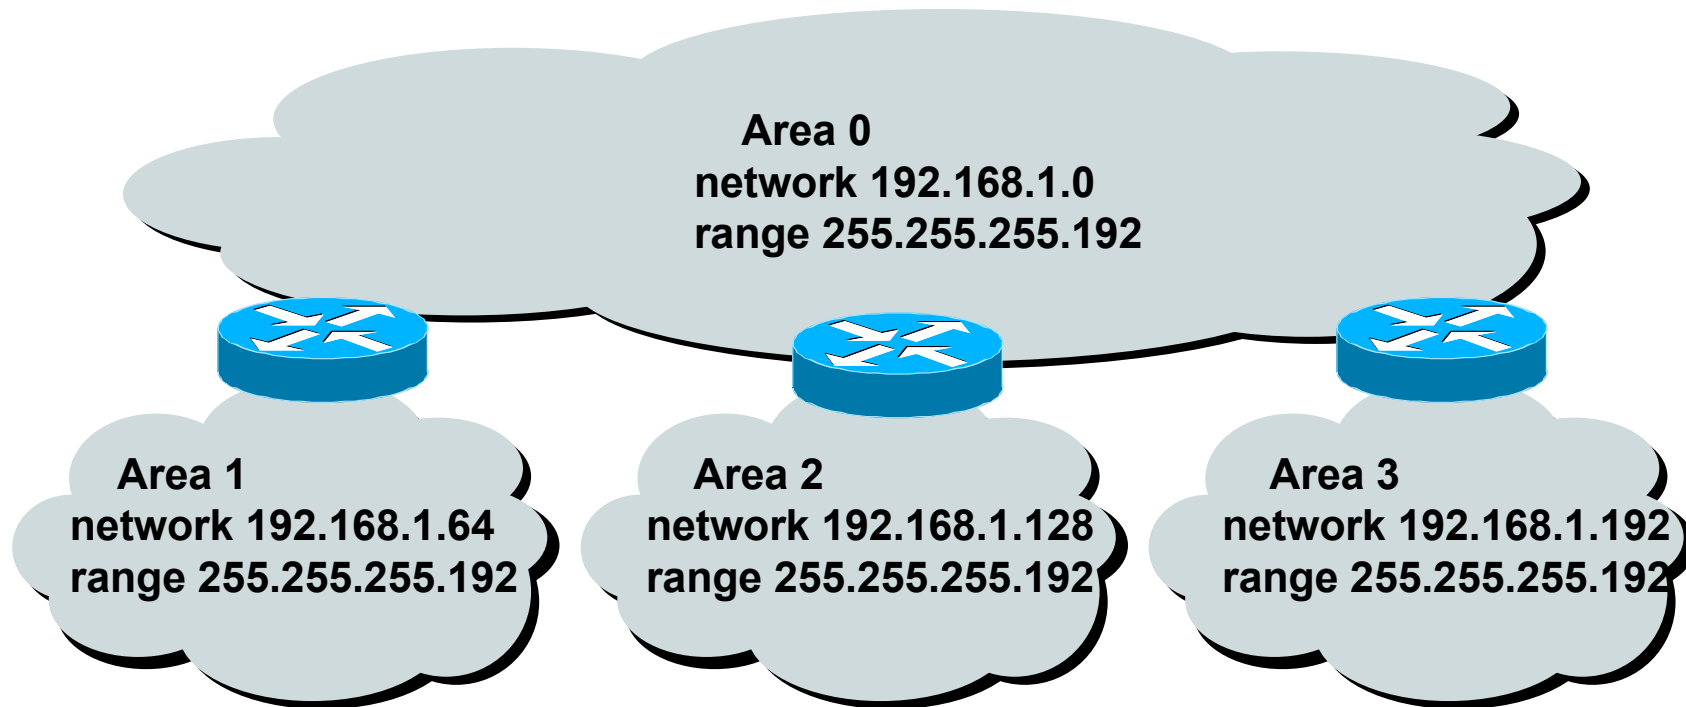 Area 0
network 192.168.1.0
range 255.255.255.192
Area 1
network 192.168.1.64
range 255.255.255.192
Area 2
network 192.168.1.128
range 255.255.255.192
Area 3
network 192.168.1.192
range 255.255.255.192